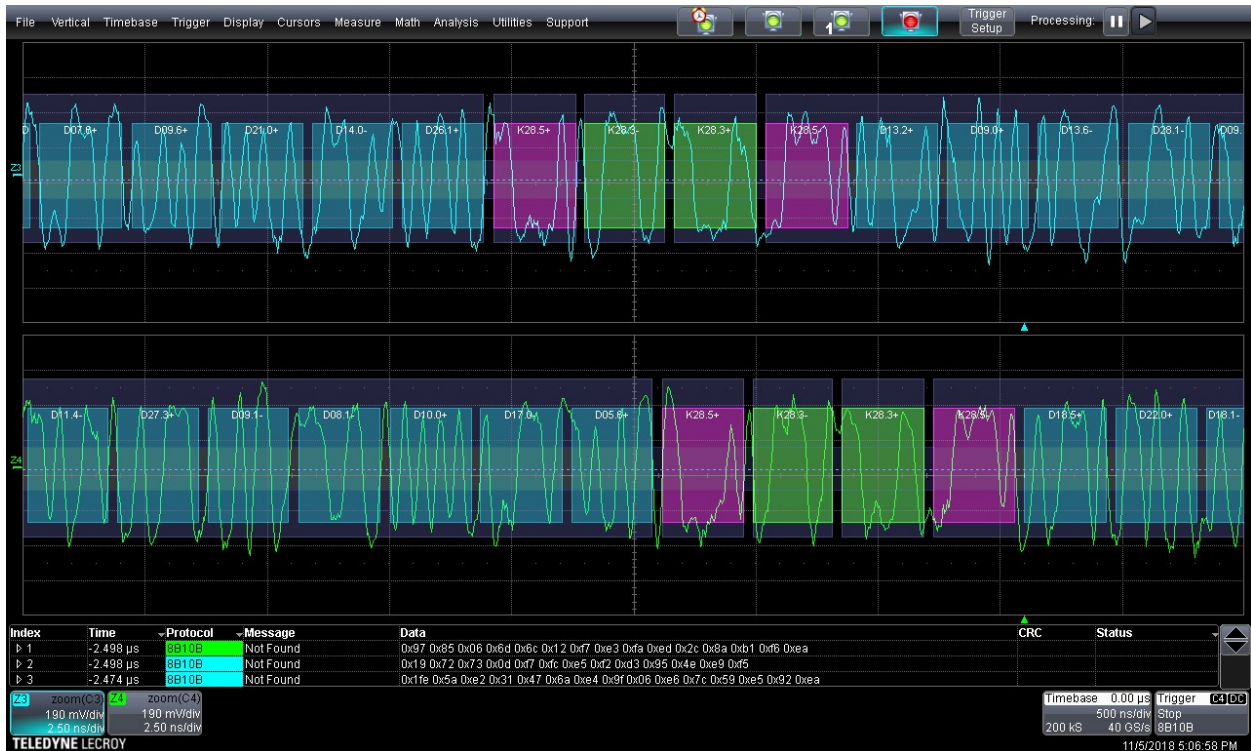 File Vertical Timebase Trigger Display Cursors Measure Math Analysis Utilities Support
1
Trigger Setup
Processing:
D D07.6+ D09.6+ D21.0+ D14.0- D26.1+ K28.5+ K28.3- K28.3+ K28.5- D13.2+ D09.0+ D13.6- D28.1- D09.
Z3
D11.4- D27.3+ D09.1- D08.1- D10.0+ D17.0- D05.6+ K28.5+ K28.3- K28.3+ K28.5- D18.5+ D22.0+ D18.1-
Z4
Index Time Protocol Message Data CRC Status
1 -2.498 µs 8B10B Not Found 0x97 0x85 0x06 0x6d 0x6c 0x12 0xf7 0xe3 0xfa 0xed 0x2c 0x8a 0xb1 0xf6 0xea
2 -2.498 µs 8B10B Not Found 0x19 0x72 0x73 0x0d 0xf7 0xfc 0xe5 0xf2 0xd3 0x95 0x4e 0xe9 0xf5
3 -2.474 µs 8B10B Not Found 0x1fe 0x5a 0xe2 0x31 0x47 0x6a 0xe4 0x9f 0x06 0xe6 0x7c 0x59 0xe5 0x92 0xea
Z3 zoom(C3) Z4 zoom(C4)
190 mV/div 190 mV/div
2.50 ns/div 2.50 ns/div
Timebase 0.00 µs Trigger C4 DC
500 ns/div Stop
200 kS 40 GS/s 8B10B
TELEDYNE LECROY
11/5/2018 5:06:58 PM